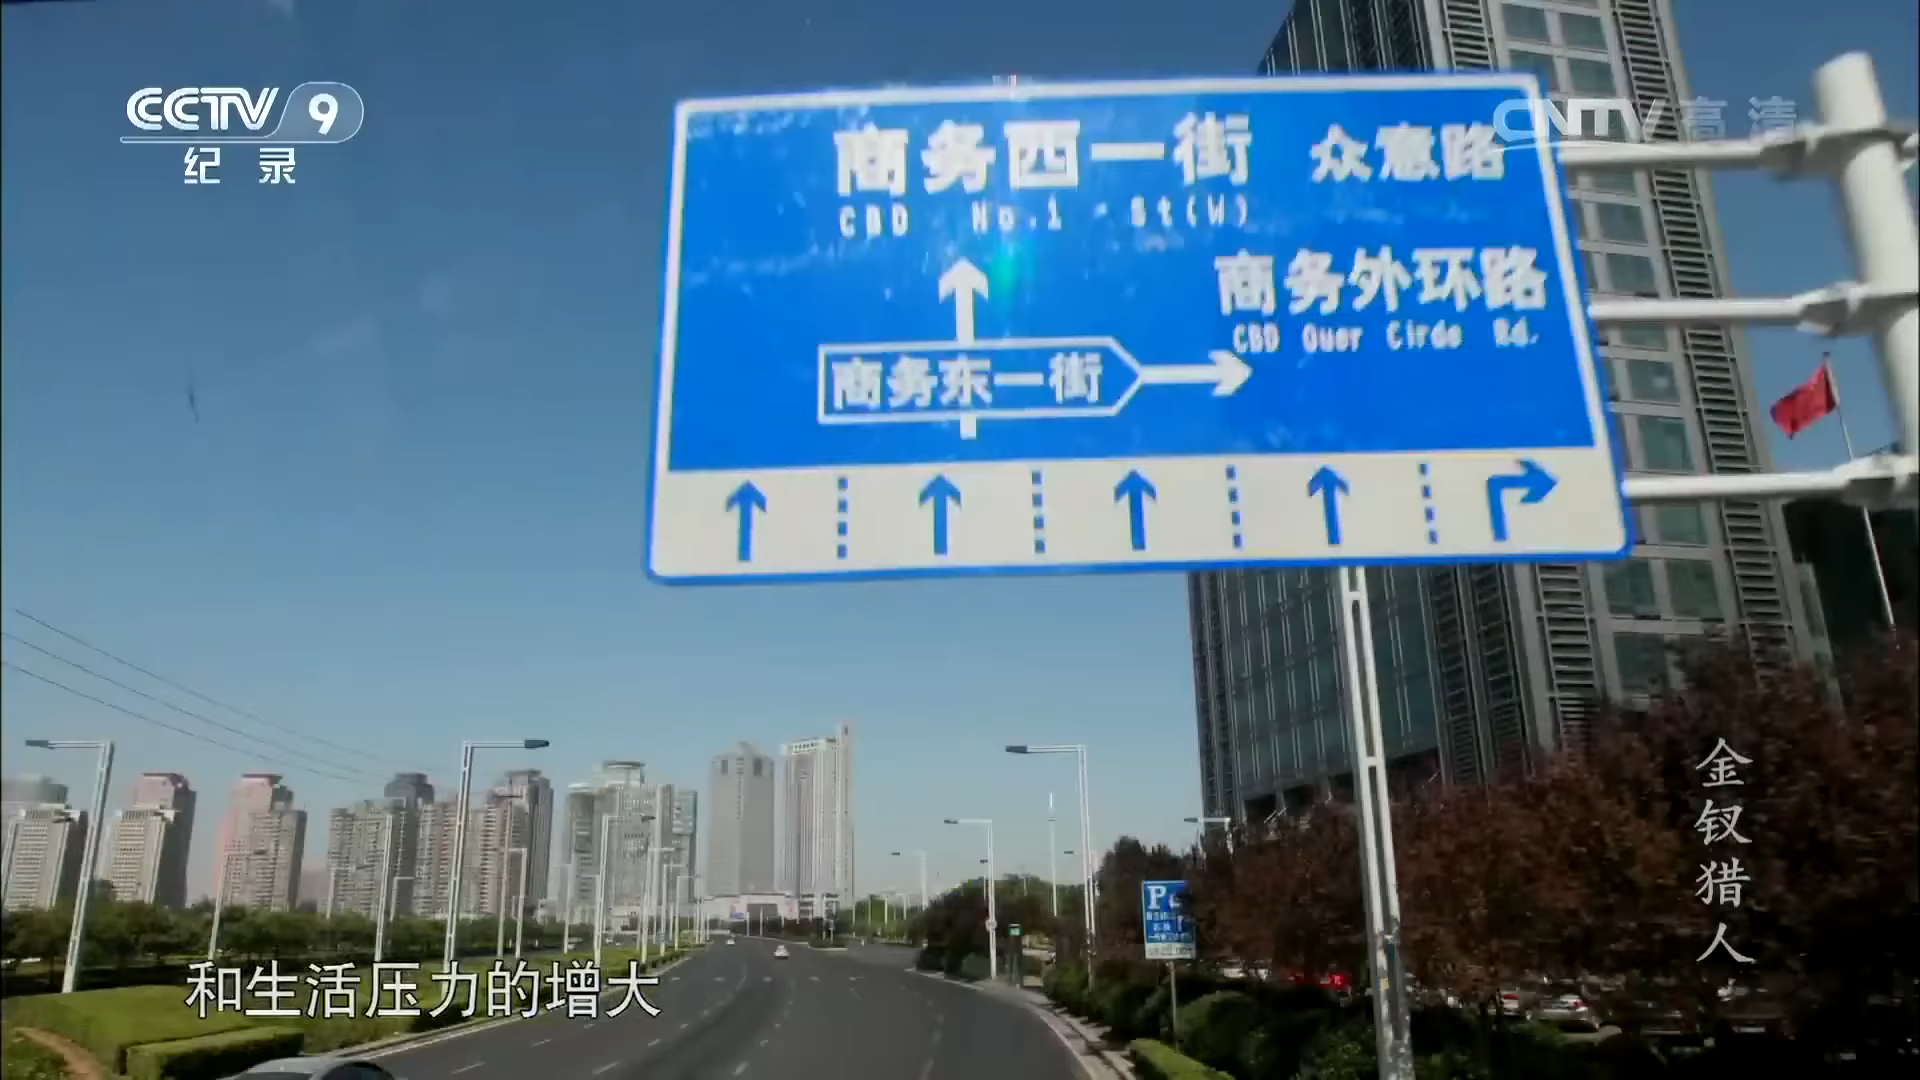 CCTV 9
纪录
CNTV 高清
商务西一街 众意路
CBD No.1 St(W)
商务外环路
CBD Ouer Circle Rd.
商务东一街
P
金钗猎人
和生活压力的增大